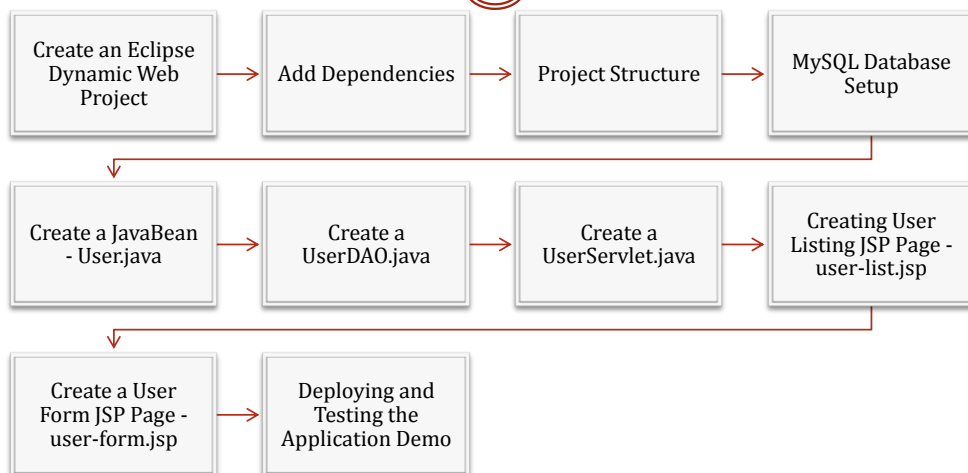 Create an Eclipse
Dynamic Web
Project
Add Dependencies
Project Structure
MySQL Database
Setup
Create a JavaBean
- User.java
Create a
UserDAO.java
Create a
UserServlet.java
Creating User
Listing JSP Page -
user-list.jsp
Create a User
Form JSP Page -
user-form.jsp
Deploying and
Testing the
Application Demo